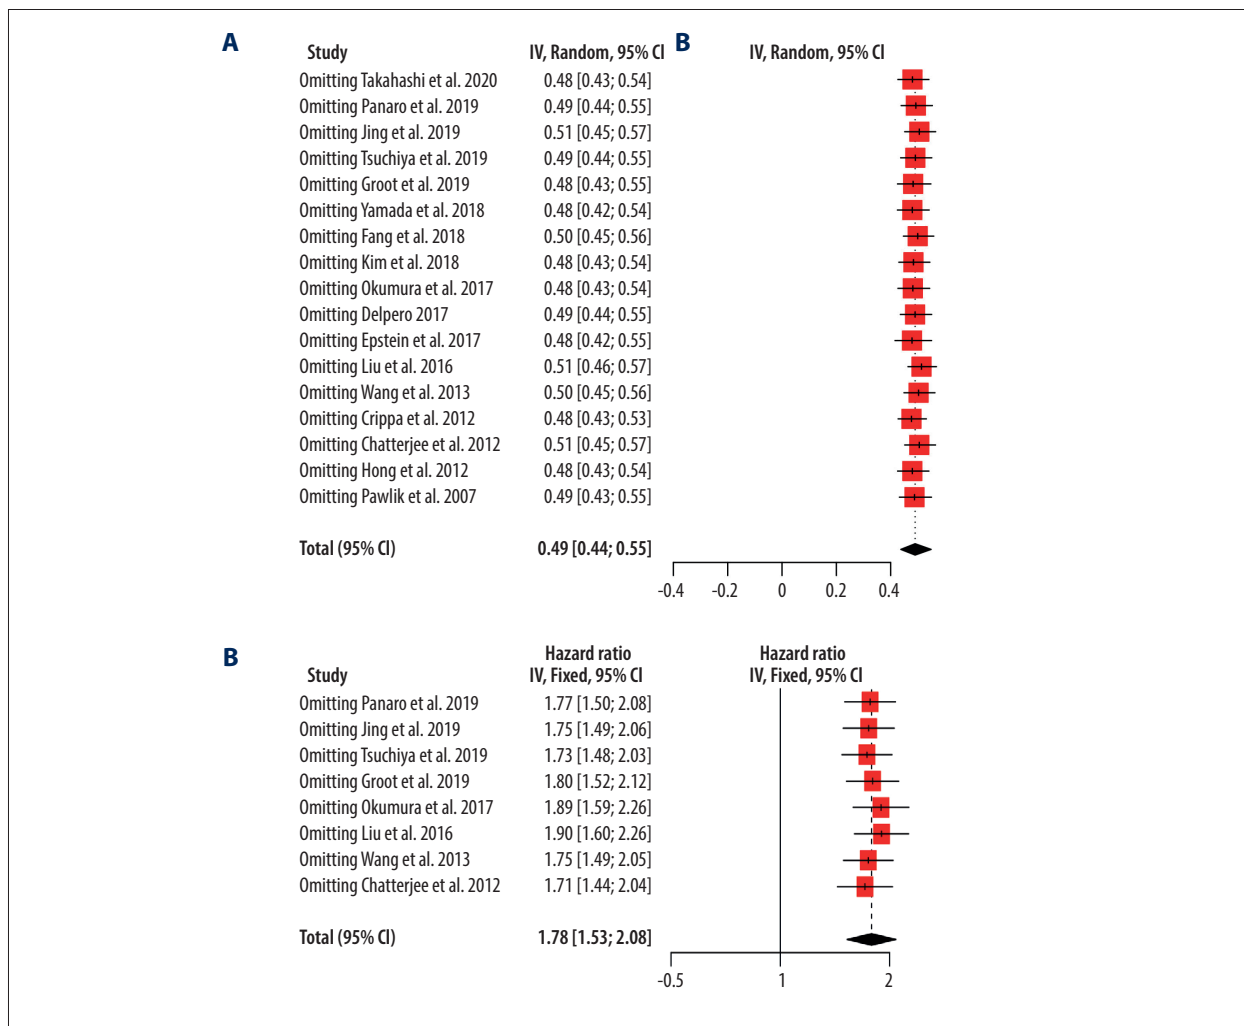 A
Study IV, Random, 95% CI B IV, Random, 95% CI
Omitting Takahashi et al. 2020 0.48 [0.43; 0.54]
Omitting Panaro et al. 2019 0.49 [0.44; 0.55]
Omitting Jing et al. 2019 0.51 [0.45; 0.57]
Omitting Tsuchiya et al. 2019 0.49 [0.44; 0.55]
Omitting Groot et al. 2019 0.48 [0.43; 0.55]
Omitting Yamada et al. 2018 0.48 [0.42; 0.54]
Omitting Fang et al. 2018 0.50 [0.45; 0.56]
Omitting Kim et al. 2018 0.48 [0.43; 0.54]
Omitting Okumura et al. 2017 0.48 [0.43; 0.54]
Omitting Delpero 2017 0.49 [0.44; 0.55]
Omitting Epstein et al. 2017 0.48 [0.42; 0.55]
Omitting Liu et al. 2016 0.51 [0.46; 0.57]
Omitting Wang et al. 2013 0.50 [0.45; 0.56]
Omitting Crippa et al. 2012 0.48 [0.43; 0.53]
Omitting Chatterjee et al. 2012 0.51 [0.45; 0.57]
Omitting Hong et al. 2012 0.48 [0.43; 0.54]
Omitting Pawlik et al. 2007 0.49 [0.43; 0.55]
Total (95% CI) 0.49 [0.44; 0.55]
-0.4 -0.2 0 0.2 0.4
B
Hazard ratio Hazard ratio
Study IV, Fixed, 95% CI IV, Fixed, 95% CI
Omitting Panaro et al. 2019 1.77 [1.50; 2.08]
Omitting Jing et al. 2019 1.75 [1.49; 2.06]
Omitting Tsuchiya et al. 2019 1.73 [1.48; 2.03]
Omitting Groot et al. 2019 1.80 [1.52; 2.12]
Omitting Okumura et al. 2017 1.89 [1.59; 2.26]
Omitting Liu et al. 2016 1.90 [1.60; 2.26]
Omitting Wang et al. 2013 1.75 [1.49; 2.05]
Omitting Chatterjee et al. 2012 1.71 [1.44; 2.04]
Total (95% CI) 1.78 [1.53; 2.08]
-0.5 1 2